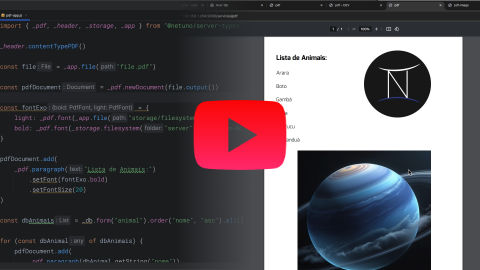 import { _pdf, _header, _storage, _app } from "@netuno/server-types"
_header.contentTypePDF()
const file : File = _app.file( path: "file.pdf")
const pdfDocument : Document = _pdf.newDocument(file.output())
const fontExo : {bold: PdfFont, light: PdfFont} = {
light: _pdf.font(_app.file( path: "storage/filesystem
bold: _pdf.font(_storage.filesystem( folder: "server"
}
pdfDocument.add(
_pdf.paragraph( text: "Lista de Animais:")
.setFont(fontExo.bold)
.setFontSize(20)
)
const dbAnimais : List = _db.form("animal").order('nome', 'asc').all()
for (const dbAnimal : any of dbAnimais) {
pdfDocument.add(
_pdf.paragraph(dbAnimal.getString("nome"))
1 / 1
100%
Lista de Animais:
Arara
Boto
Gambá
N